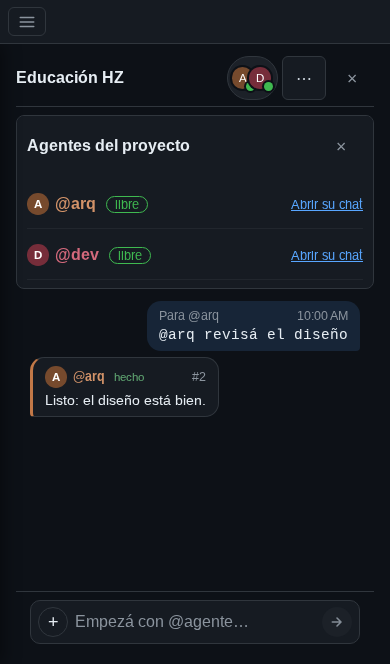 Educación HZ
A D
Agentes del proyecto
A @arq libre Abrir su chat
D @dev libre Abrir su chat
Para @arq 10:00 AM
@arq revisá el diseño
A @arq hecho #2
Listo: el diseño está bien.
Empezá con @agente…